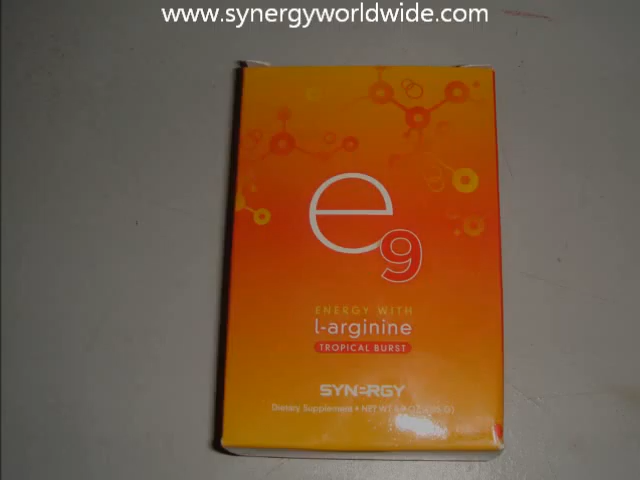 www.synergyworldwide.com
e9
ENERGY WITH
l-arginine
TROPICAL BURST
SYNERGY
Dietary Supplement • NET WT